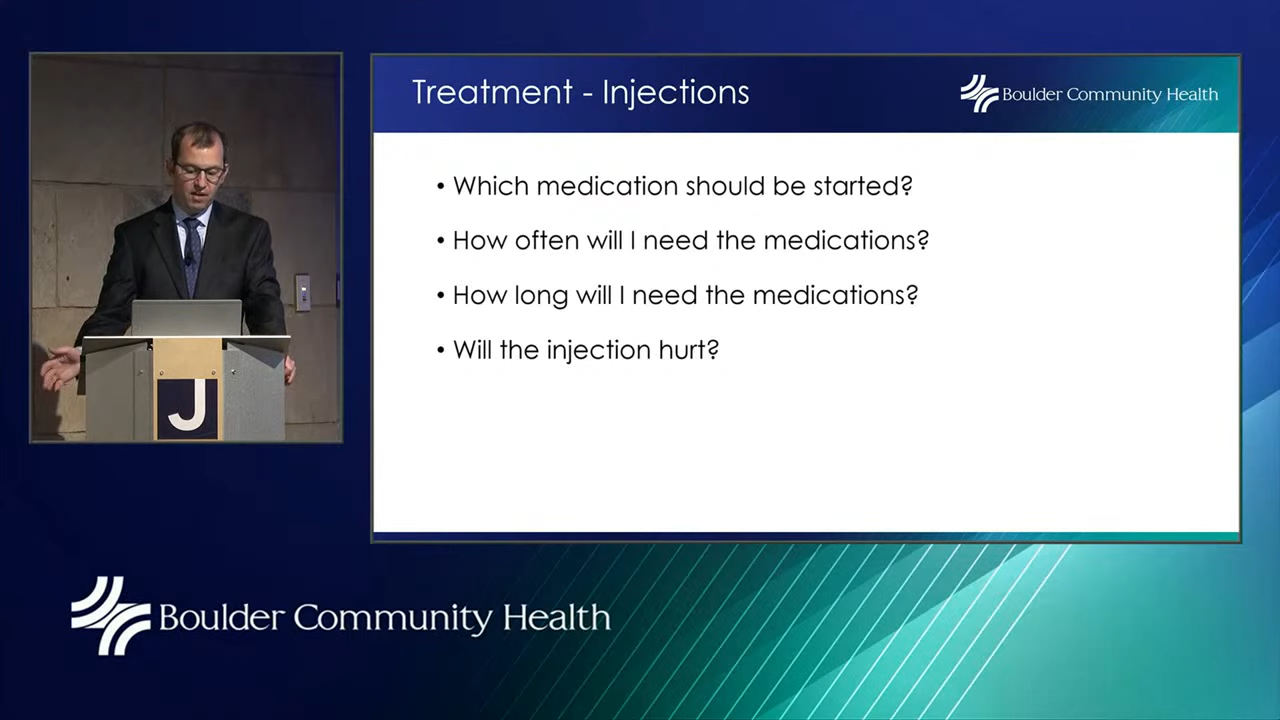 Treatment - Injections
Boulder Community Health
• Which medication should be started?
• How often will I need the medications?
• How long will I need the medications?
• Will the injection hurt?
J
Boulder Community Health